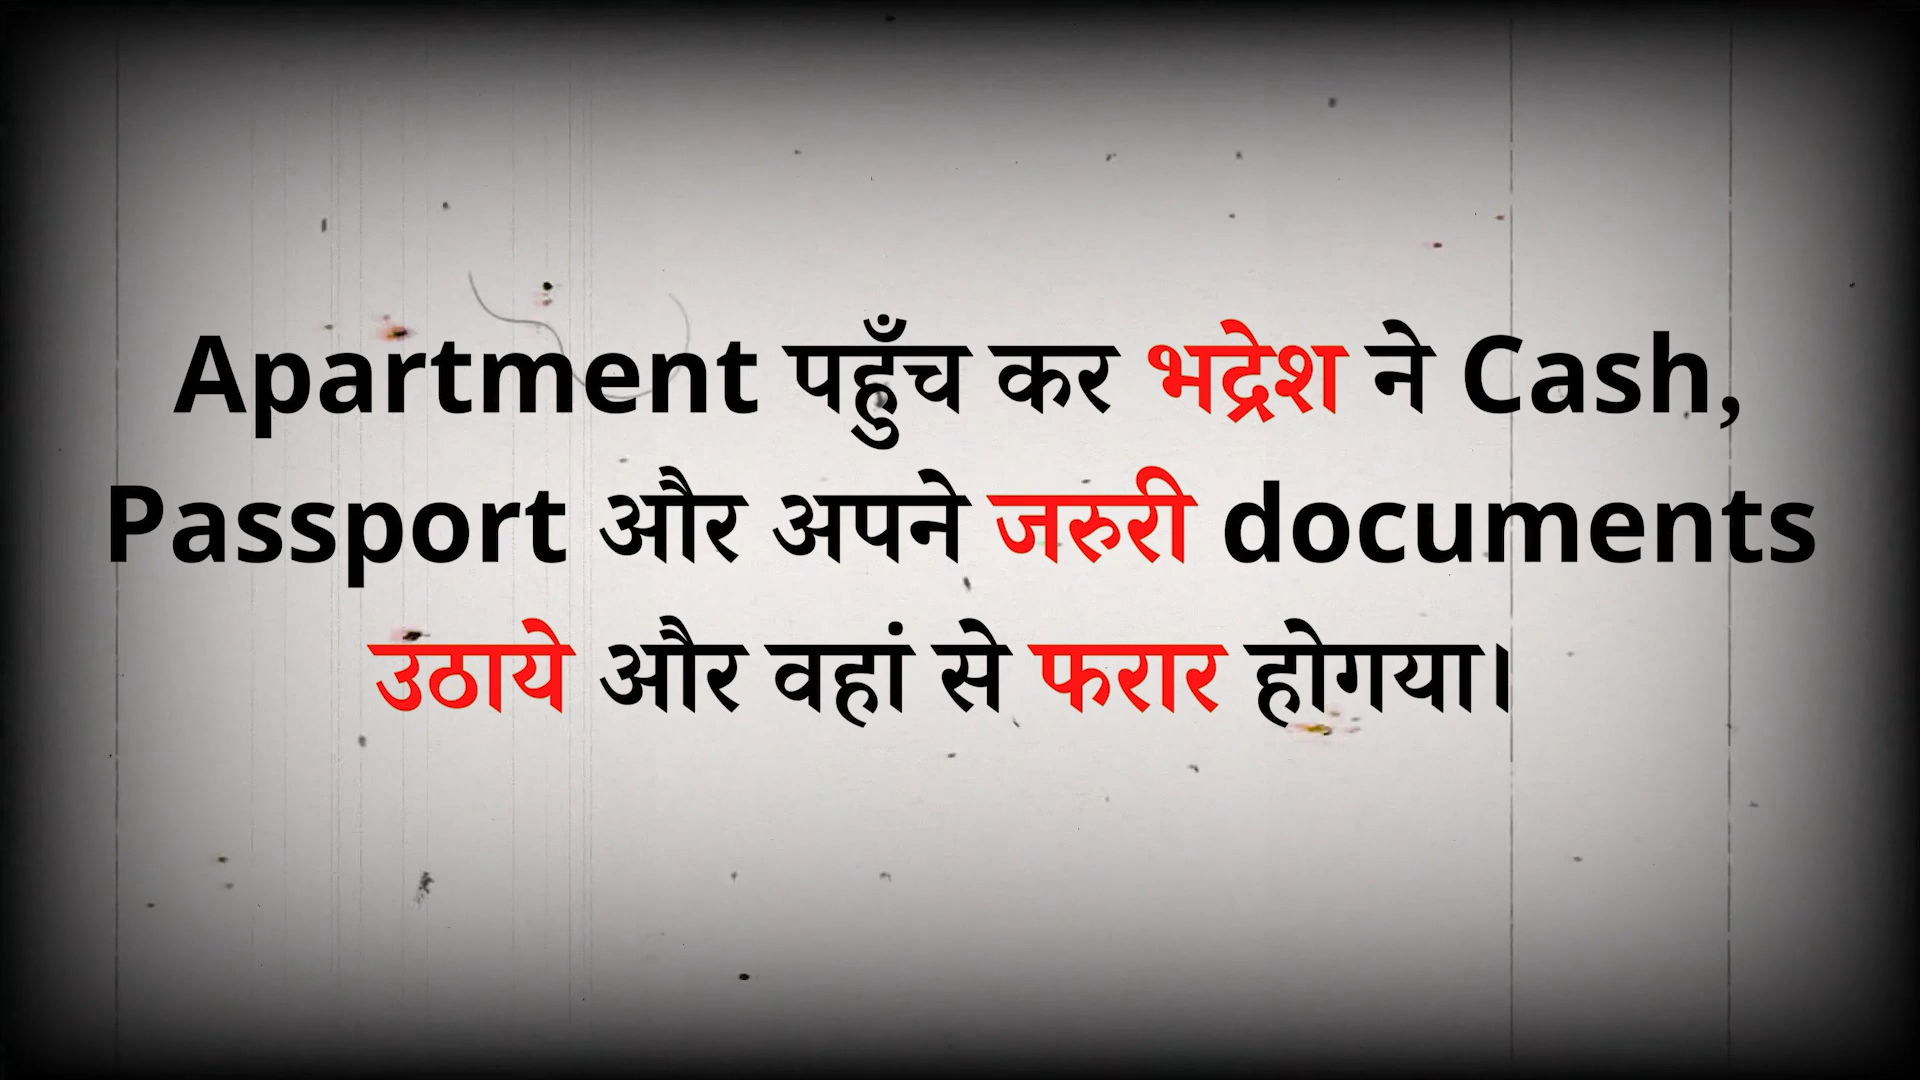 Apartment पहुँच कर भद्रेश ने Cash,
Passport और अपने जरुरी documents
उठाये और वहां से फरार होगया।